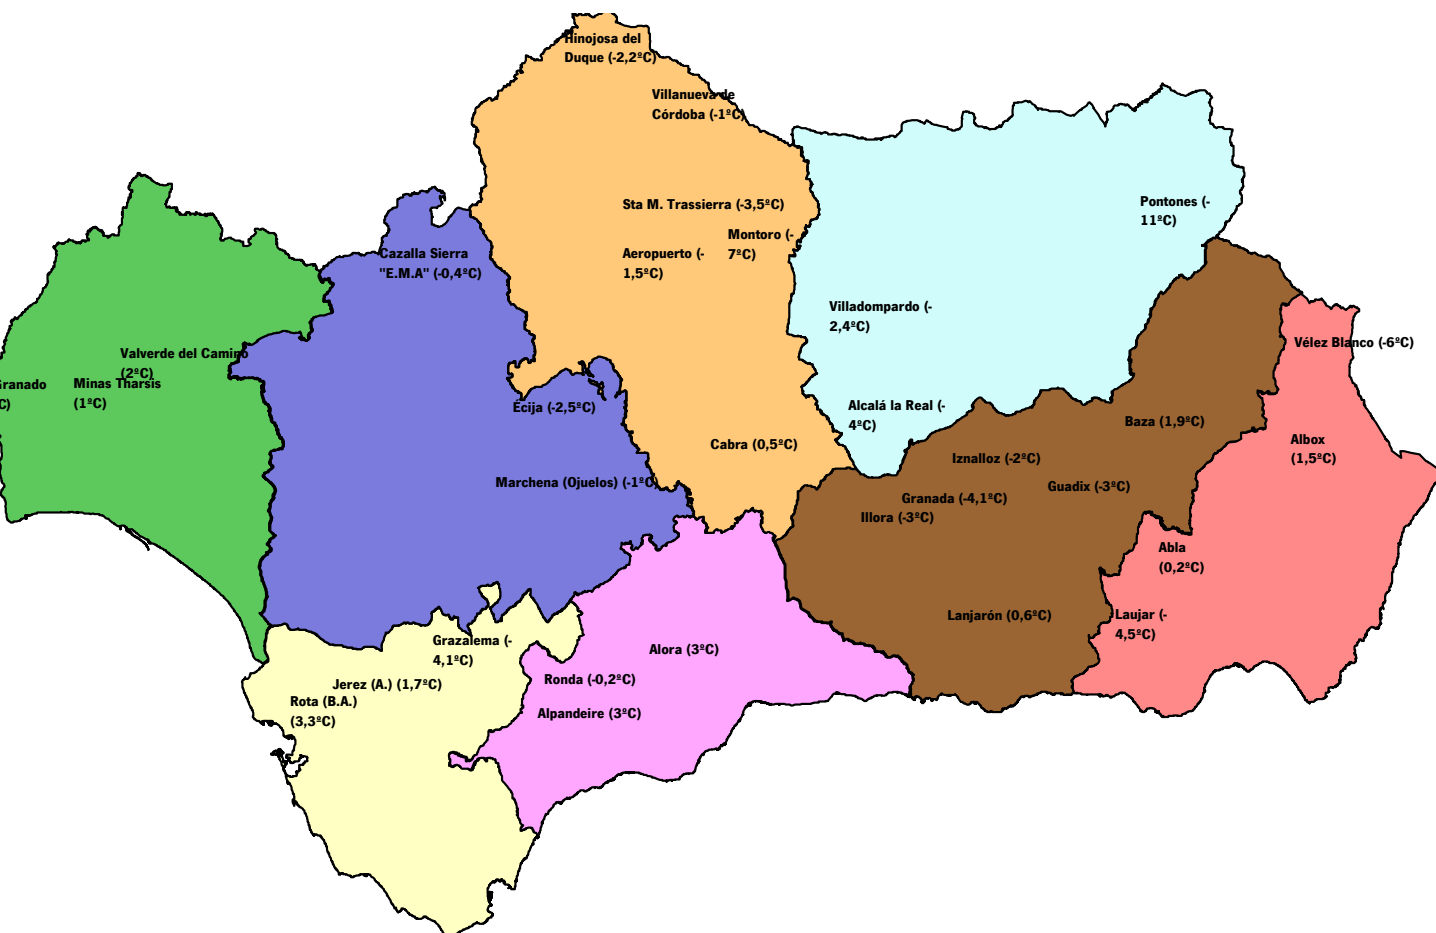 Hinojosa del
Duque (-2,2ºC)
Villanueva de
Córdoba (-1ºC)
Sta M. Trassierra (-3,5ºC)
Montoro (-
7ºC)
Aeropuerto (-
1,5ºC)
Pontones (-
11ºC)
Cazalla Sierra
"E.M.A" (-0,4ºC)
Villadompardo (-
2,4ºC)
Vélez Blanco (-6ºC)
Valverde del Camino
(2ºC)
Granado
C)
Minas Tharsis
(1ºC)
Écija (-2,5ºC)
Alcalá la Real (-
4ºC)
Baza (1,9ºC)
Cabra (0,5ºC)
Albox
(1,5ºC)
Iznalloz (-2ºC)
Marchena (Ojuelos) (-1ºC)
Guadix (-3ºC)
Granada (-4,1ºC)
Illora (-3ºC)
Abla
(0,2ºC)
Lanjarón (0,6ºC)
Laujar (-
4,5ºC)
Grazalema (-
4,1ºC)
Alora (3ºC)
Ronda (-0,2ºC)
Jerez (A.) (1,7ºC)
Rota (B.A.)
(3,3ºC)
Alpandeire (3ºC)